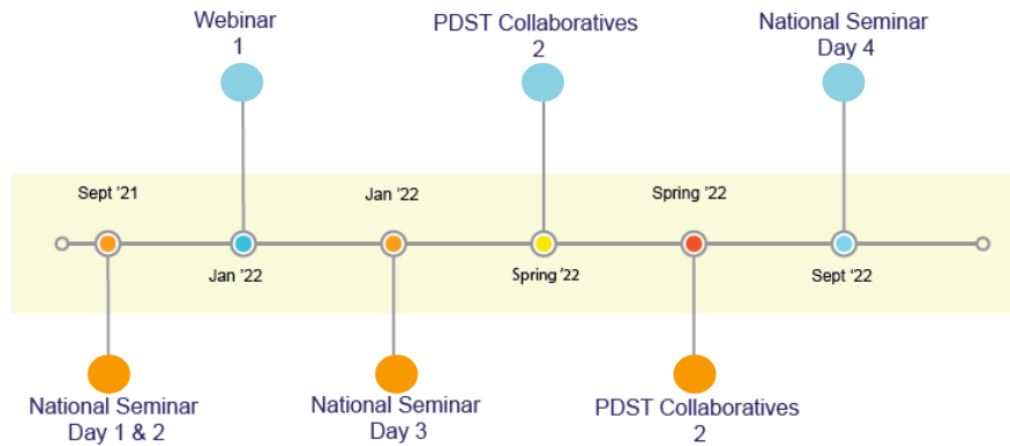 Webinar
1
PDST Collaboratives
2
National Seminar
Day 4
Sept '21
Jan '22
Spring '22
Jan '22
Spring '22
Sept '22
National Seminar
Day 1 & 2
National Seminar
Day 3
PDST Collaboratives
2